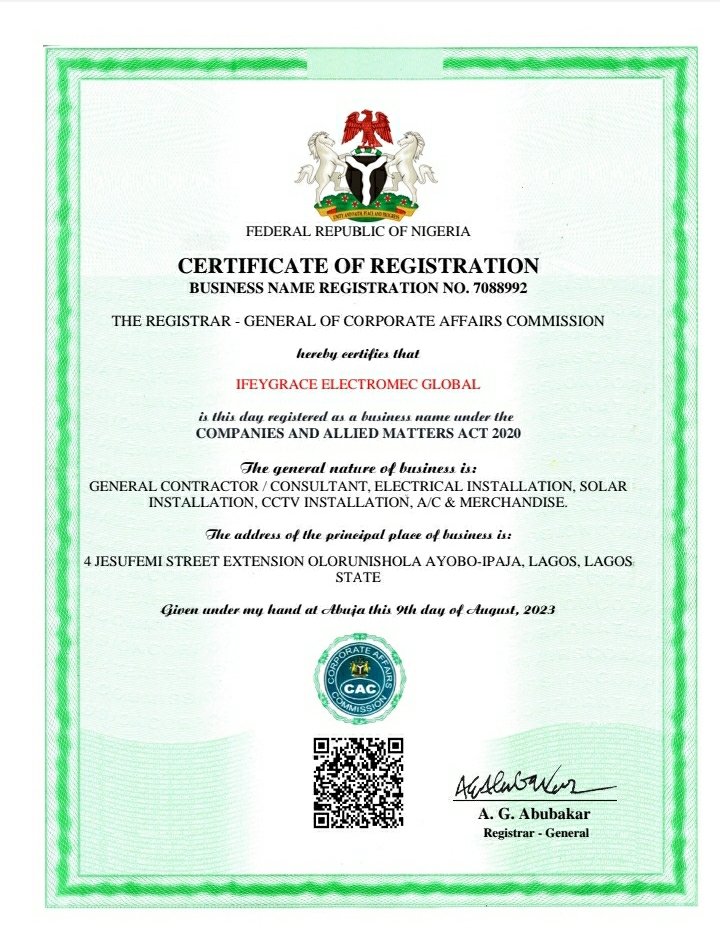 UNITY AND FAITH, PEACE AND PROGRESS
FEDERAL REPUBLIC OF NIGERIA
CERTIFICATE OF REGISTRATION
BUSINESS NAME REGISTRATION NO. 7088992
THE REGISTRAR - GENERAL OF CORPORATE AFFAIRS COMMISSION
hereby certifies that
IFEYGRACE ELECTROMEC GLOBAL
is this day registered as a business name under the
COMPANIES AND ALLIED MATTERS ACT 2020
The general nature of business is:
GENERAL CONTRACTOR / CONSULTANT, ELECTRICAL INSTALLATION, SOLAR
INSTALLATION, CCTV INSTALLATION, A/C & MERCHANDISE.
The address of the principal place of business is:
4 JESUFEMI STREET EXTENSION OLORUNISHOLA AYOBO-IPAJA, LAGOS, LAGOS
STATE
Given under my hand at Abuja this 9th day of August, 2023
CORPORATE AFFAIRS
CAC
COMMISSION
A. G. Abubakar
Registrar - General